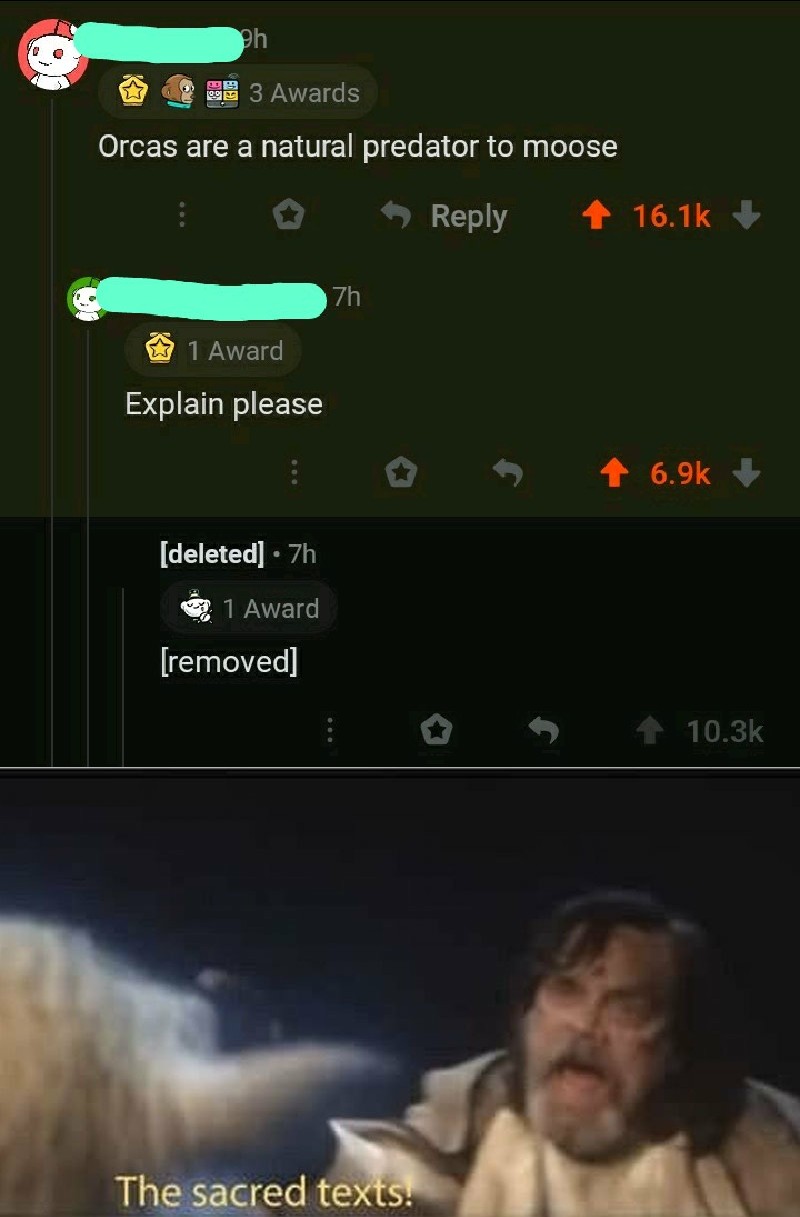 9h
3 Awards
Orcas are a natural predator to moose
Reply 16.1k
7h
1 Award
Explain please
6.9k
[deleted] • 7h
1 Award
[removed]
10.3k
The sacred texts!